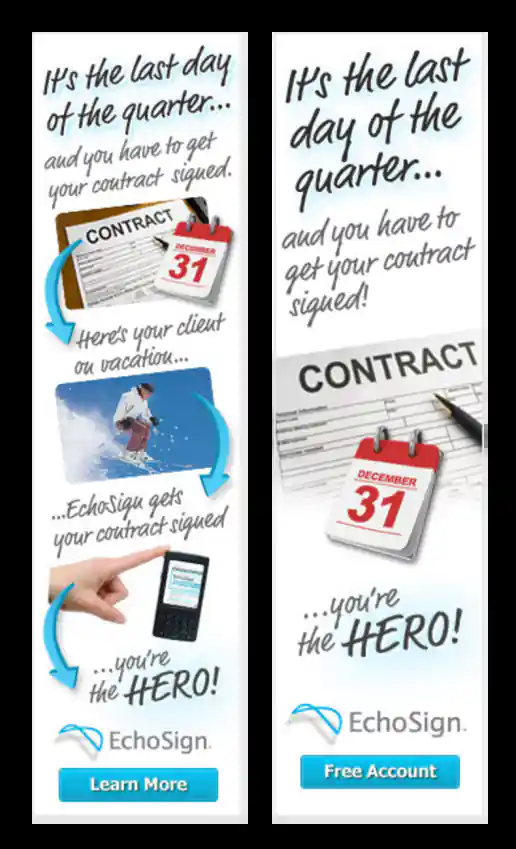 It's the last day
of the quarter...
and you have to get
your contract signed.
CONTRACT
DECEMBER
31
Here's your client
on vacation...
...EchoSign gets
your contract signed
...you're
the HERO!
EchoSign.
Learn More
It's the last
day of the
quarter...
and you have to
get your contract
signed!
CONTRACT
DECEMBER
31
...you're
the HERO!
EchoSign.
Free Account